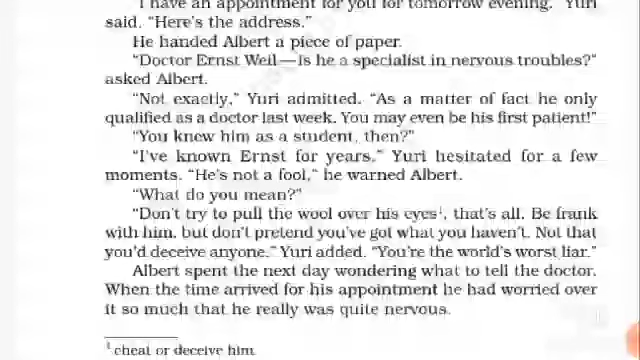 "I have an appointment for you for tomorrow evening," Yuri
said. "Here's the address."
He handed Albert a piece of paper.
"Doctor Ernst Weil—Is he a specialist in nervous troubles?"
asked Albert.
"Not exactly," Yuri admitted. "As a matter of fact he only
qualified as a doctor last week. You may even be his first patient!"
"You knew him as a student, then?"
"I've known Ernst for years." Yuri hesitated for a few
moments. "He's not a fool," he warned Albert.
"What do you mean?"
"Don't try to pull the wool over his eyes¹, that's all. Be frank
with him, but don't pretend you've got what you haven't. Not that
you'd deceive anyone." Yuri added. "You're the world's worst liar."
Albert spent the next day wondering what to tell the doctor.
When the time arrived for his appointment he had worried over
it so much that he really was quite nervous.
¹ cheat or deceive him